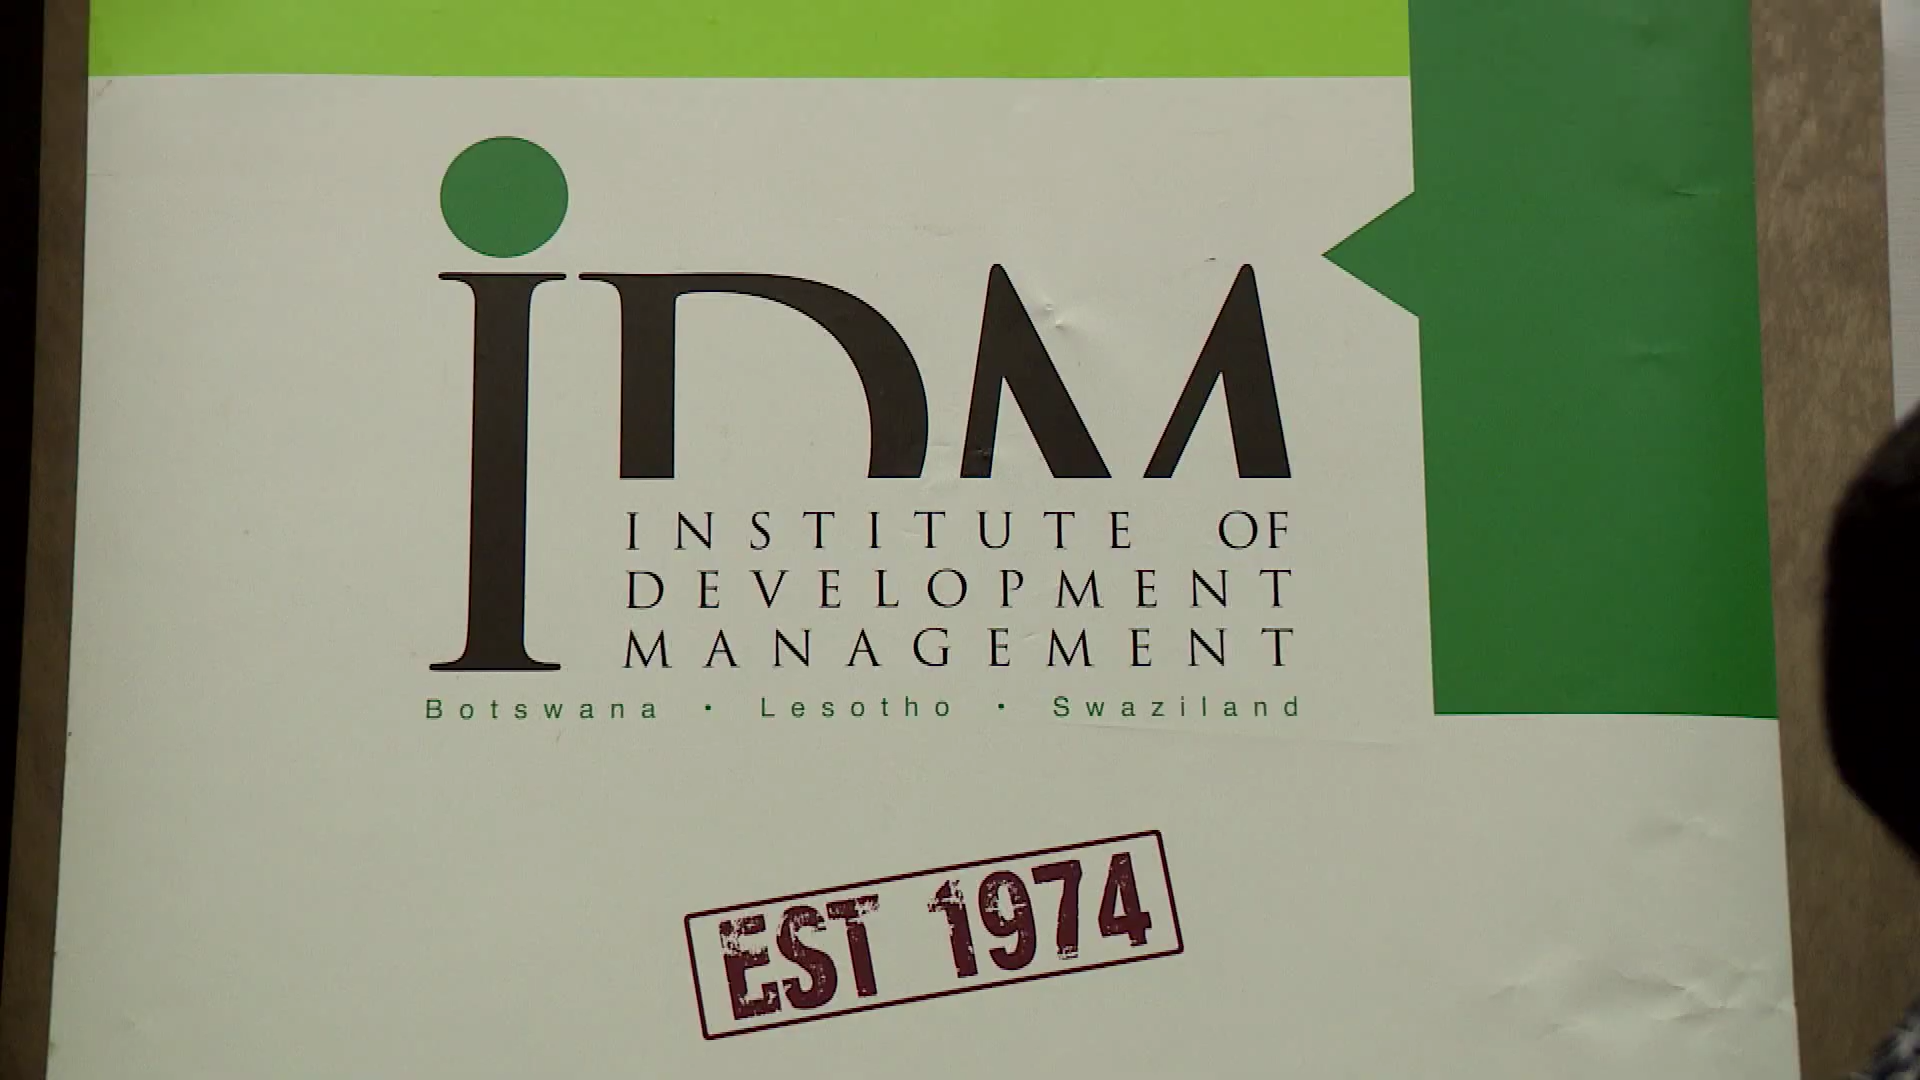 iDM
INSTITUTE OF
DEVELOPMENT
MANAGEMENT
Botswana • Lesotho • Swaziland
EST 1974